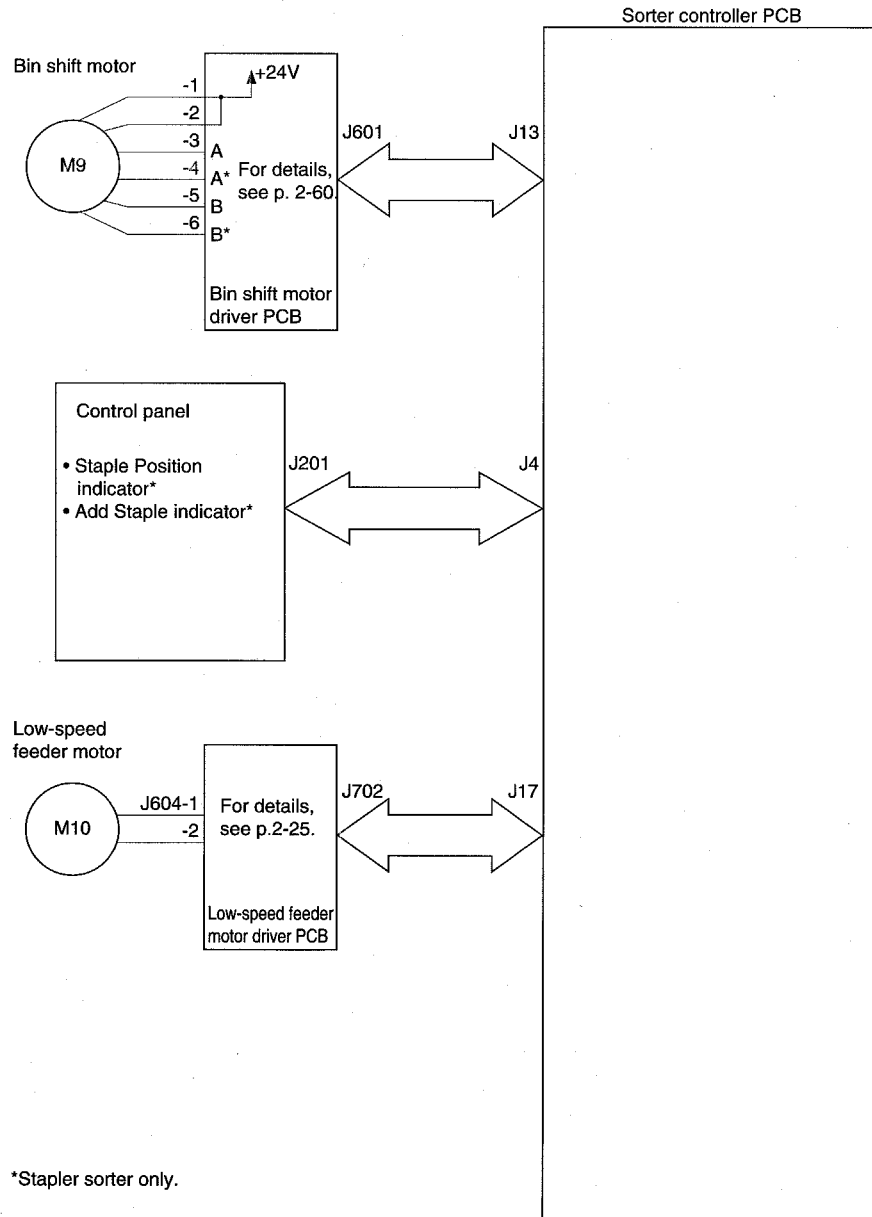 Sorter controller PCB
Bin shift motor
-1
+24V
-2
-3 A
J601
J13
M9
-4 A*
For details,
see p. 2-60.
-5 B
-6 B*
Bin shift motor
driver PCB
Control panel
• Staple Position
indicator*
• Add Staple indicator*
J201
J4
Low-speed
feeder motor
M10
J604-1
-2
For details,
see p.2-25.
J702
J17
Low-speed feeder
motor driver PCB
*Stapler sorter only.